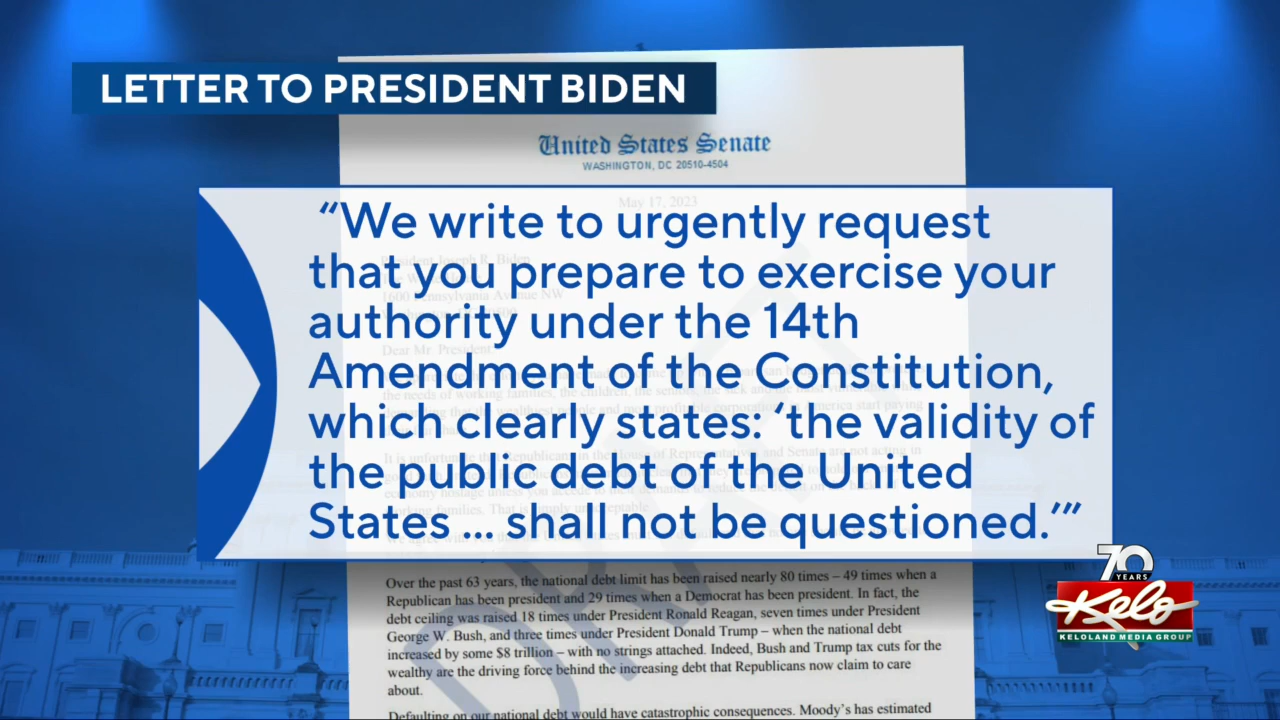 LETTER TO PRESIDENT BIDEN
United States Senate
WASHINGTON, DC 20510-4504
May 17, 2023
“We write to urgently request
that you prepare to exercise your
authority under the 14th
Amendment of the Constitution,
which clearly states: ‘the validity of
the public debt of the United
States ... shall not be questioned.’”
Dear Mr. President
Over the past 63 years, the national debt limit has been raised nearly 80 times – 49 times when a
Republican has been president and 29 times when a Democrat has been president. In fact, the
debt ceiling was raised 18 times under President Ronald Reagan, seven times under President
George W. Bush, and three times under President Donald Trump – when the national debt
increased by some $8 trillion – with no strings attached. Indeed, Bush and Trump tax cuts for the
wealthy are the driving force behind the increasing debt that Republicans now claim to care
about.
Defaulting on our national debt would have catastrophic consequences. Moody’s has estimated
DRAFT
70
YEARS
Kelo
KELOLAND MEDIA GROUP